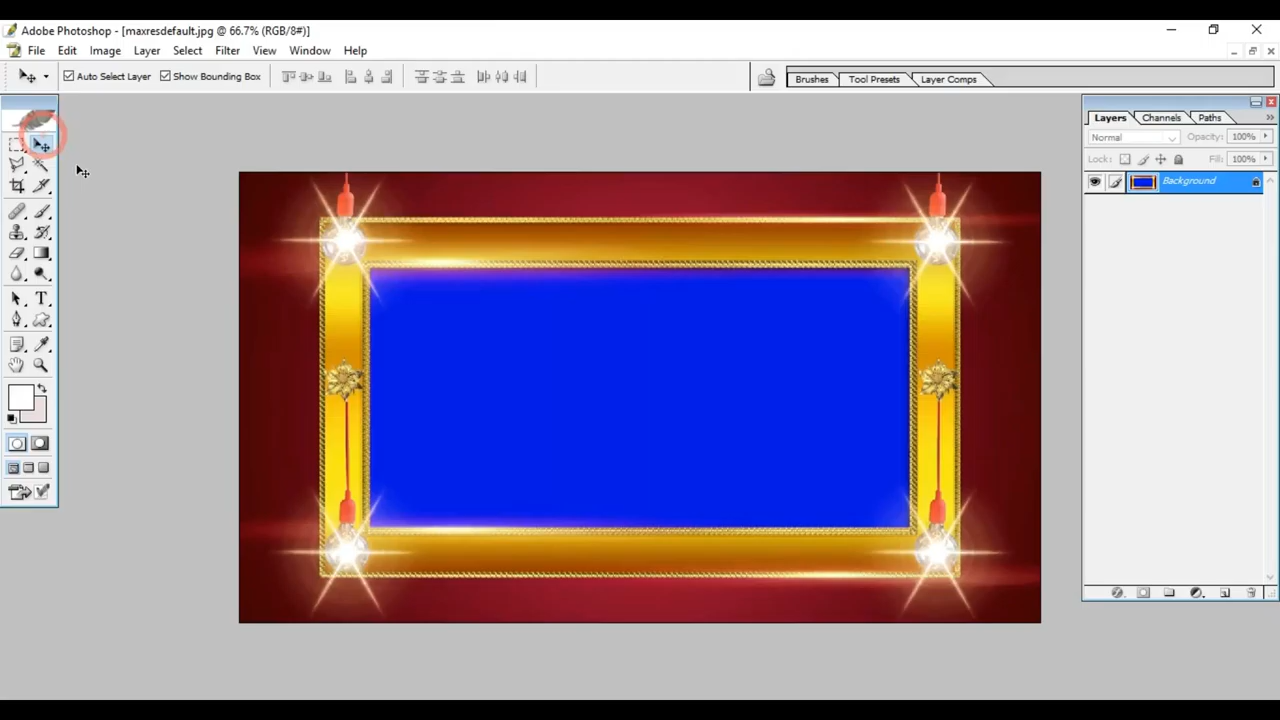 Adobe Photoshop - [maxresdefault.jpg @ 66.7% (RGB/8#)]
File Edit Image Layer Select Filter View Window Help
Auto Select Layer Show Bounding Box Brushes Tool Presets Layer Comps
Layers Channels Paths
Normal Opacity: 100%
Lock: Fill: 100%
Background
T